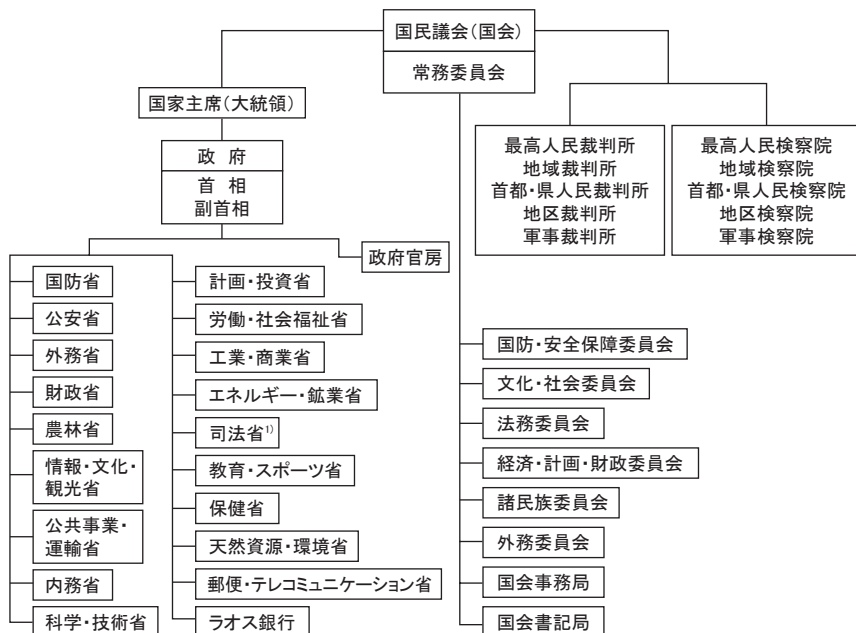 国民議会(国会)
常務委員会
国家主席(大統領)
政 府
首 相
副首相
最高人民裁判所
地域裁判所
首都・県人民裁判所
地区裁判所
軍事裁判所
最高人民検察院
地域検察院
首都・県人民検察院
地区検察院
軍事検察院
政府官房
国防省
公安省
外務省
財政省
農林省
情報・文化・
観光省
公共事業・
運輸省
内務省
科学・技術省
計画・投資省
労働・社会福祉省
工業・商業省
エネルギー・鉱業省
司法省1)
教育・スポーツ省
保健省
天然資源・環境省
郵便・テレコミュニケーション省
ラオス銀行
国防・安全保障委員会
文化・社会委員会
法務委員会
経済・計画・財政委員会
諸民族委員会
外務委員会
国会事務局
国会書記局